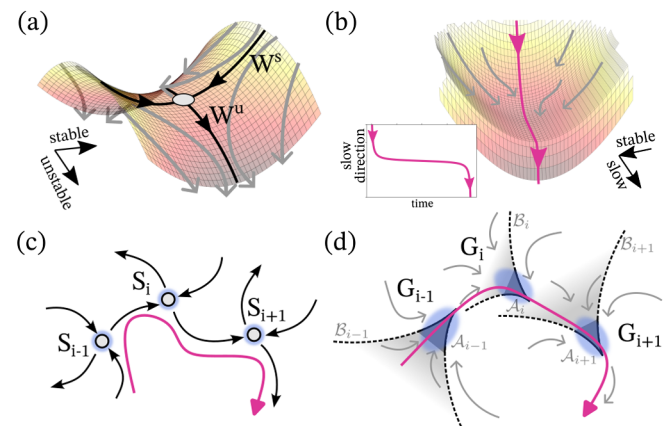 (a)
W^s
W^u
stable
unstable
(b)
slow
direction
time
stable
slow
(c)
S_i
S_{i+1}
S_{i-1}
(d)
B_i
B_{i+1}
G_i
G_{i-1}
A_i
G_{i+1}
B_{i-1}
A_{i-1}
A_{i+1}